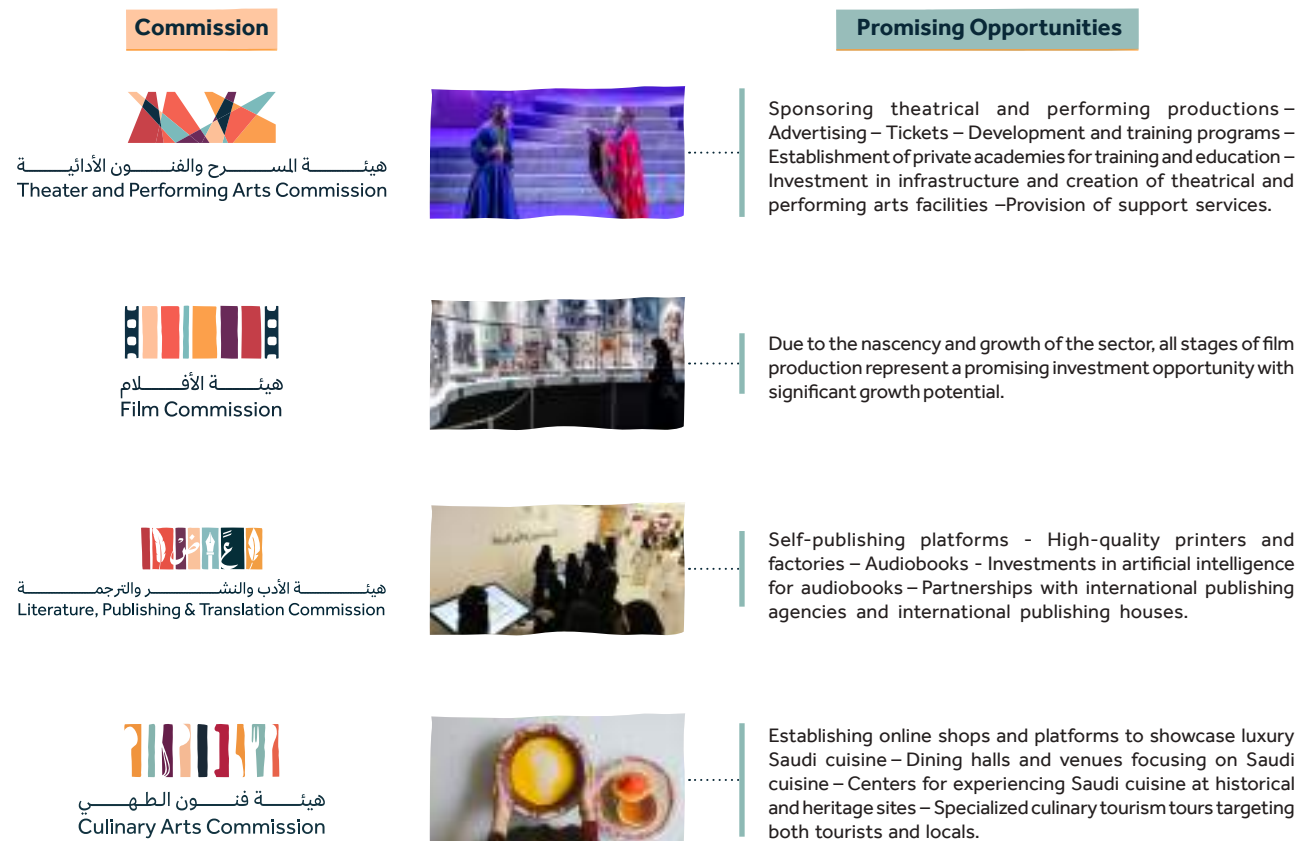 Commission
Promising Opportunities
هيئة المسرح والفنون الأدائية
Theater and Performing Arts Commission
Sponsoring theatrical and performing productions –
Advertising – Tickets – Development and training programs –
Establishment of private academies for training and education –
Investment in infrastructure and creation of theatrical and
performing arts facilities –Provision of support services.
هيئة الأفلام
Film Commission
Due to the nascency and growth of the sector, all stages of film
production represent a promising investment opportunity with
significant growth potential.
هيئة الأدب والنشر والترجمة
Literature, Publishing & Translation Commission
Self-publishing platforms - High-quality printers and
factories – Audiobooks - Investments in artificial intelligence
for audiobooks – Partnerships with international publishing
agencies and international publishing houses.
هيئة فنون الطهي
Culinary Arts Commission
Establishing online shops and platforms to showcase luxury
Saudi cuisine – Dining halls and venues focusing on Saudi
cuisine – Centers for experiencing Saudi cuisine at historical
and heritage sites – Specialized culinary tourism tours targeting
both tourists and locals.